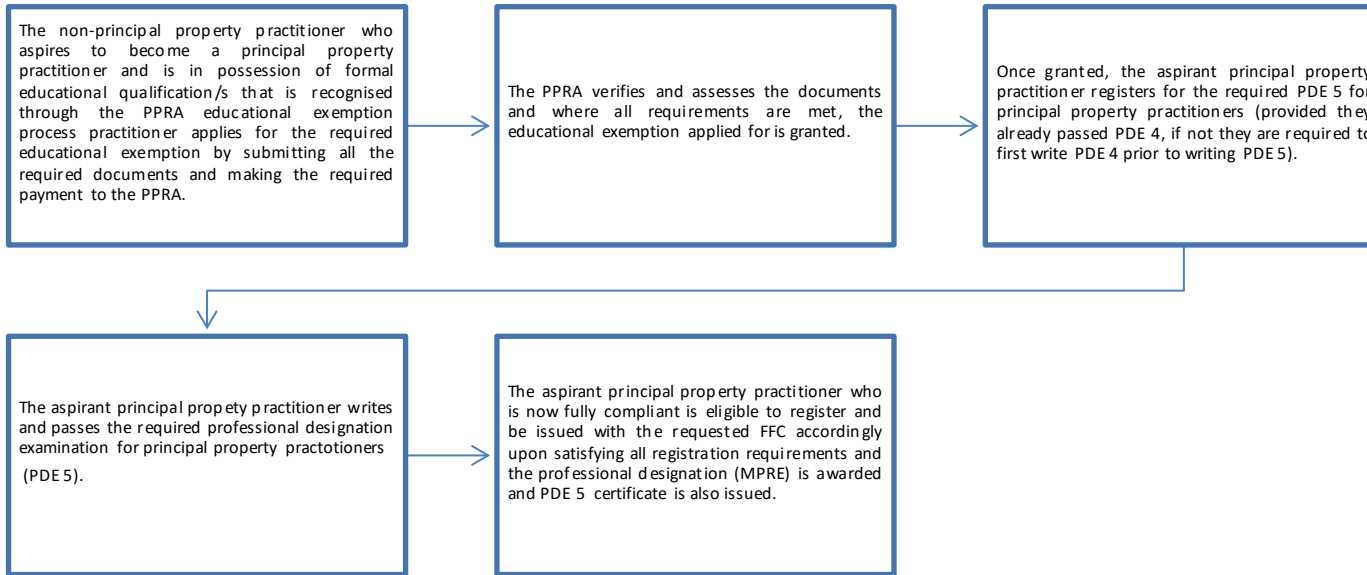 The non-principal property practitioner who
aspires to become a principal property
practitioner and is in possession of formal
educational qualification/s that is recognised
through the PPRA educational exemption
process practitioner applies for the required
educational exemption by submitting all the
required documents and making the required
payment to the PPRA.
The PPRA verifies and assesses the documents
and where all requirements are met, the
educational exemption applied for is granted.
Once granted, the aspirant principal property
practitioner registers for the required PDE 5 for
principal property practitioners (provided they
already passed PDE 4, if not they are required to
first write PDE 4 prior to writing PDE 5).
The aspirant principal propety practitioner writes
and passes the required professional designation
examination for principal property practotioners
(PDE 5).
The aspirant principal property practitioner who
is now fully compliant is eligible to register and
be issued with the requested FFC accordingly
upon satisfying all registration requirements and
the professional designation (MPRE) is awarded
and PDE 5 certificate is also issued.